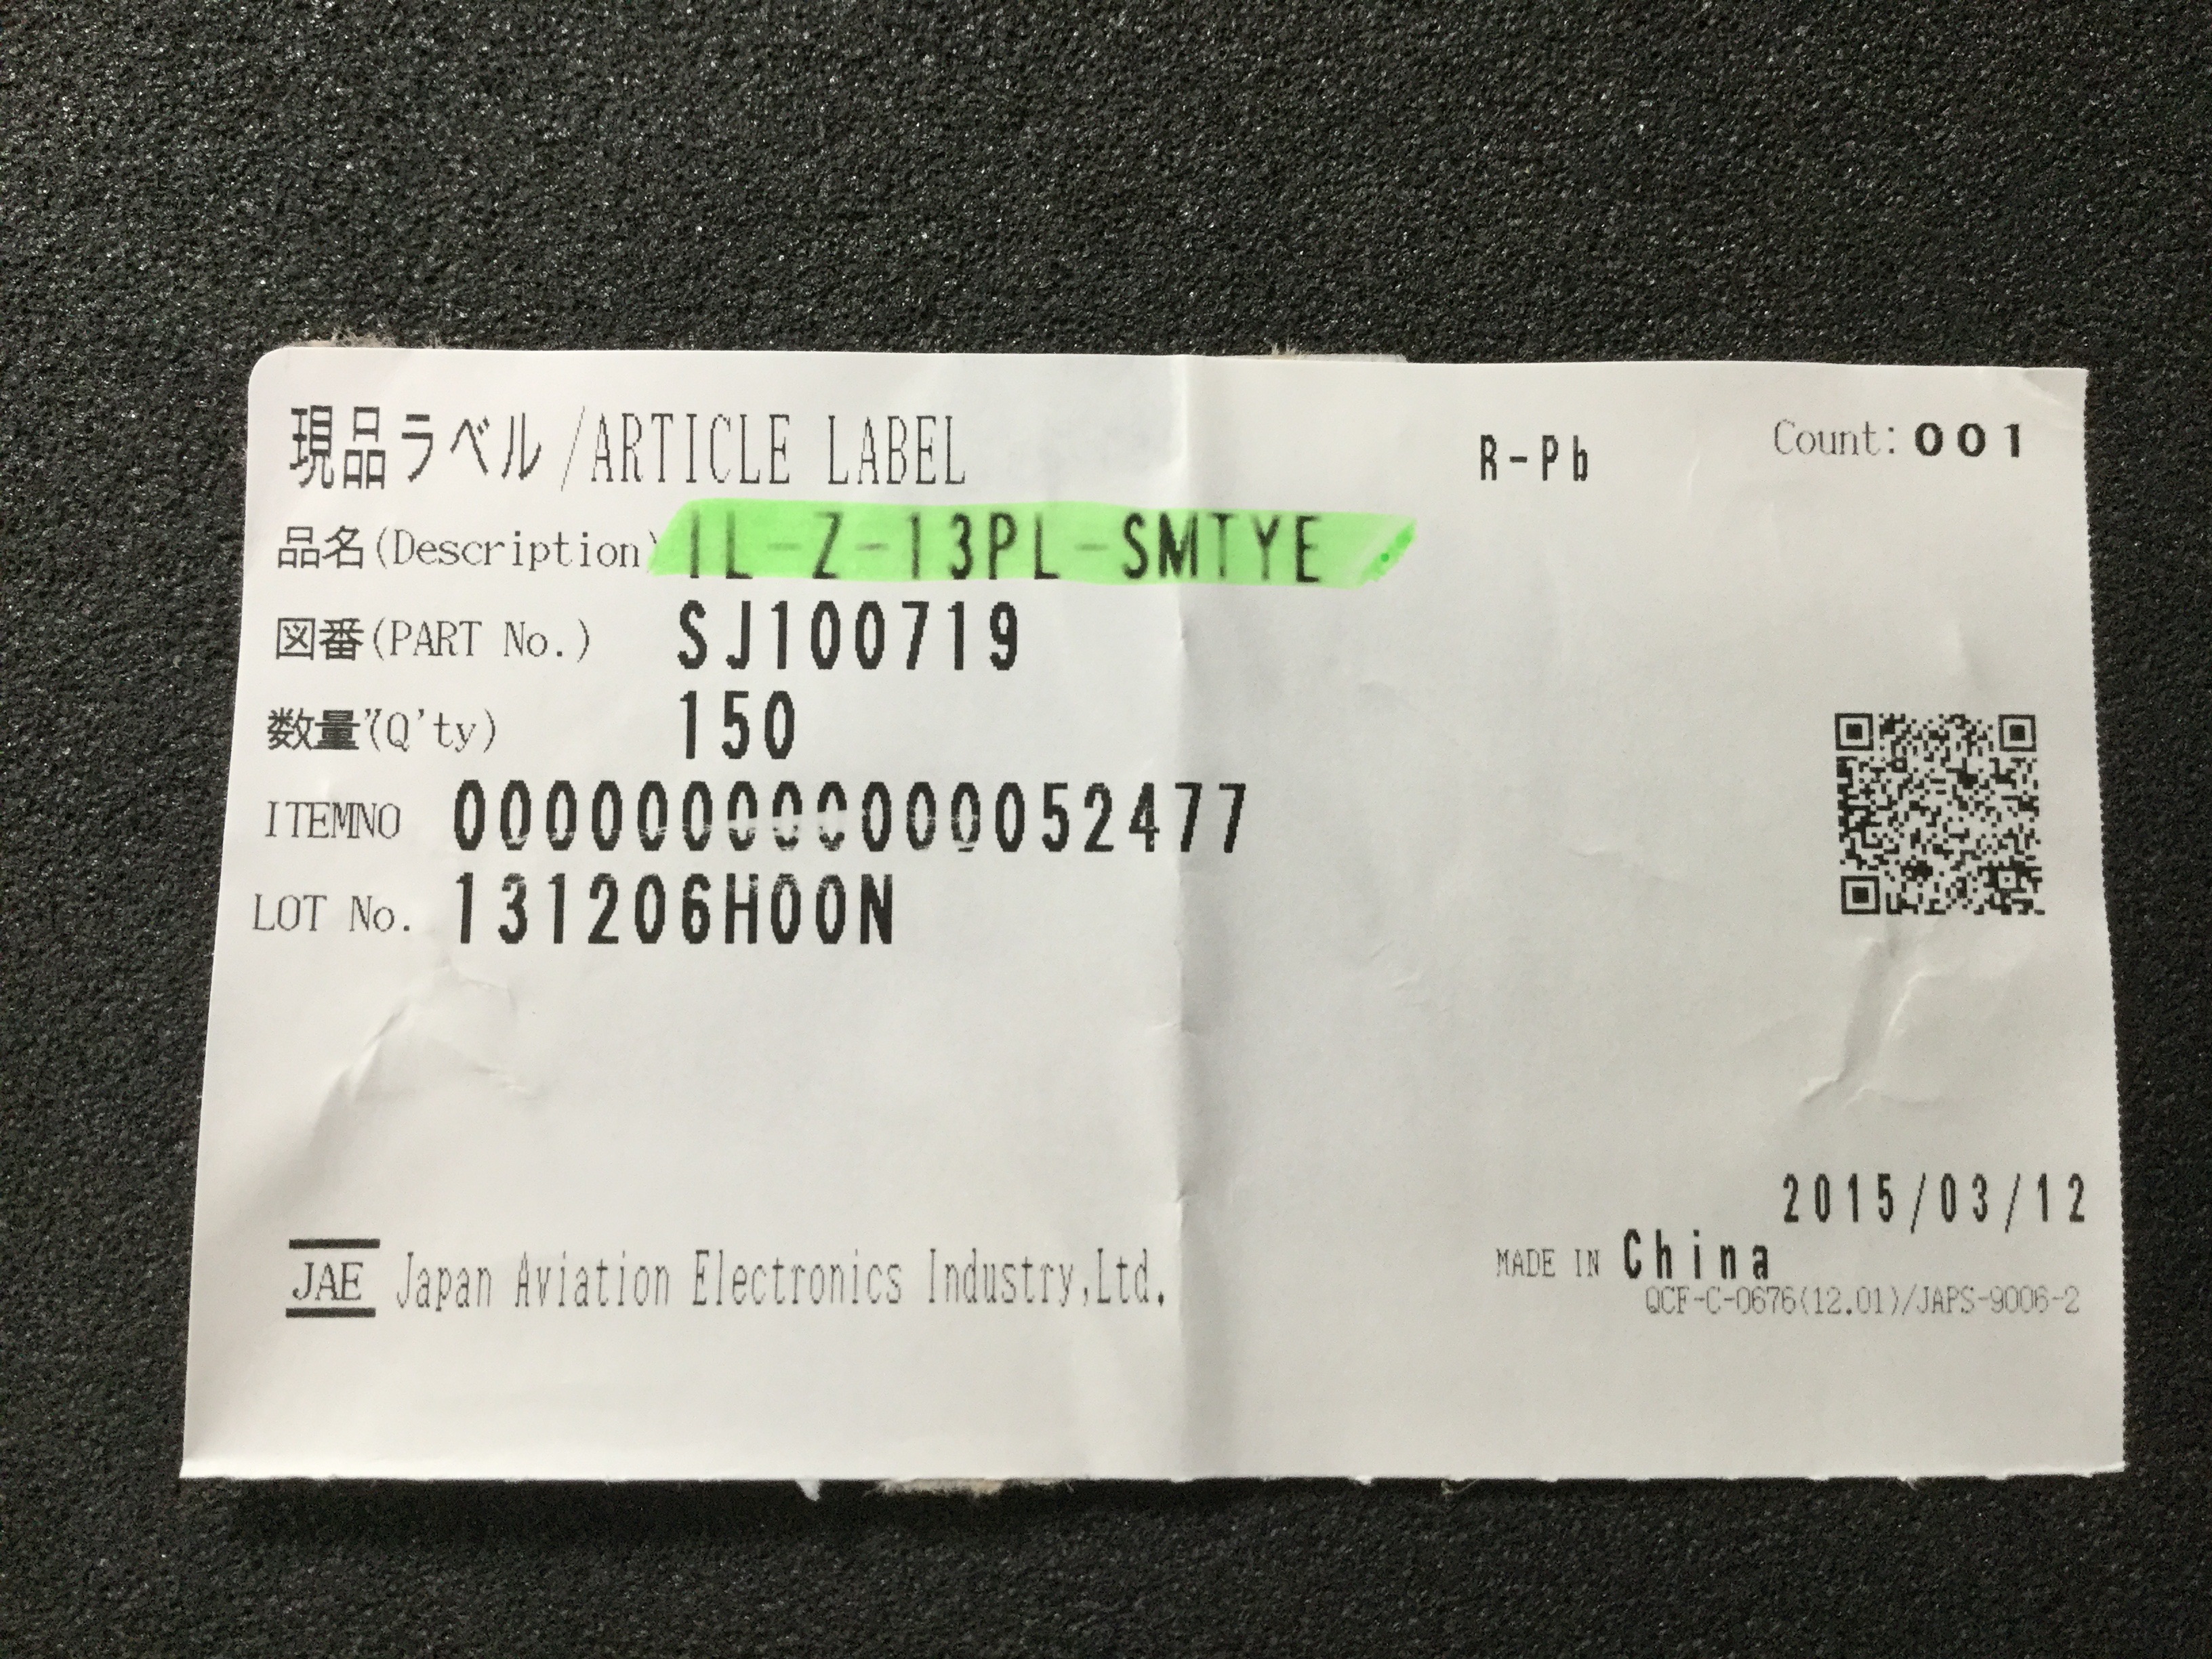 現品ラベル/ARTICLE LABEL
R-Pb
Count:001
品名(Description) IL-Z-13PL-SMTYE
図番(PART No.) SJ100719
数量(Q'ty) 150
ITEMNO 000000000000052477
LOT No. 131206H00N
2015/03/12
JAE Japan Aviation Electronics Industry,Ltd.
MADE IN China
QCF-C-0676(12.01)/JAPS-9006-2